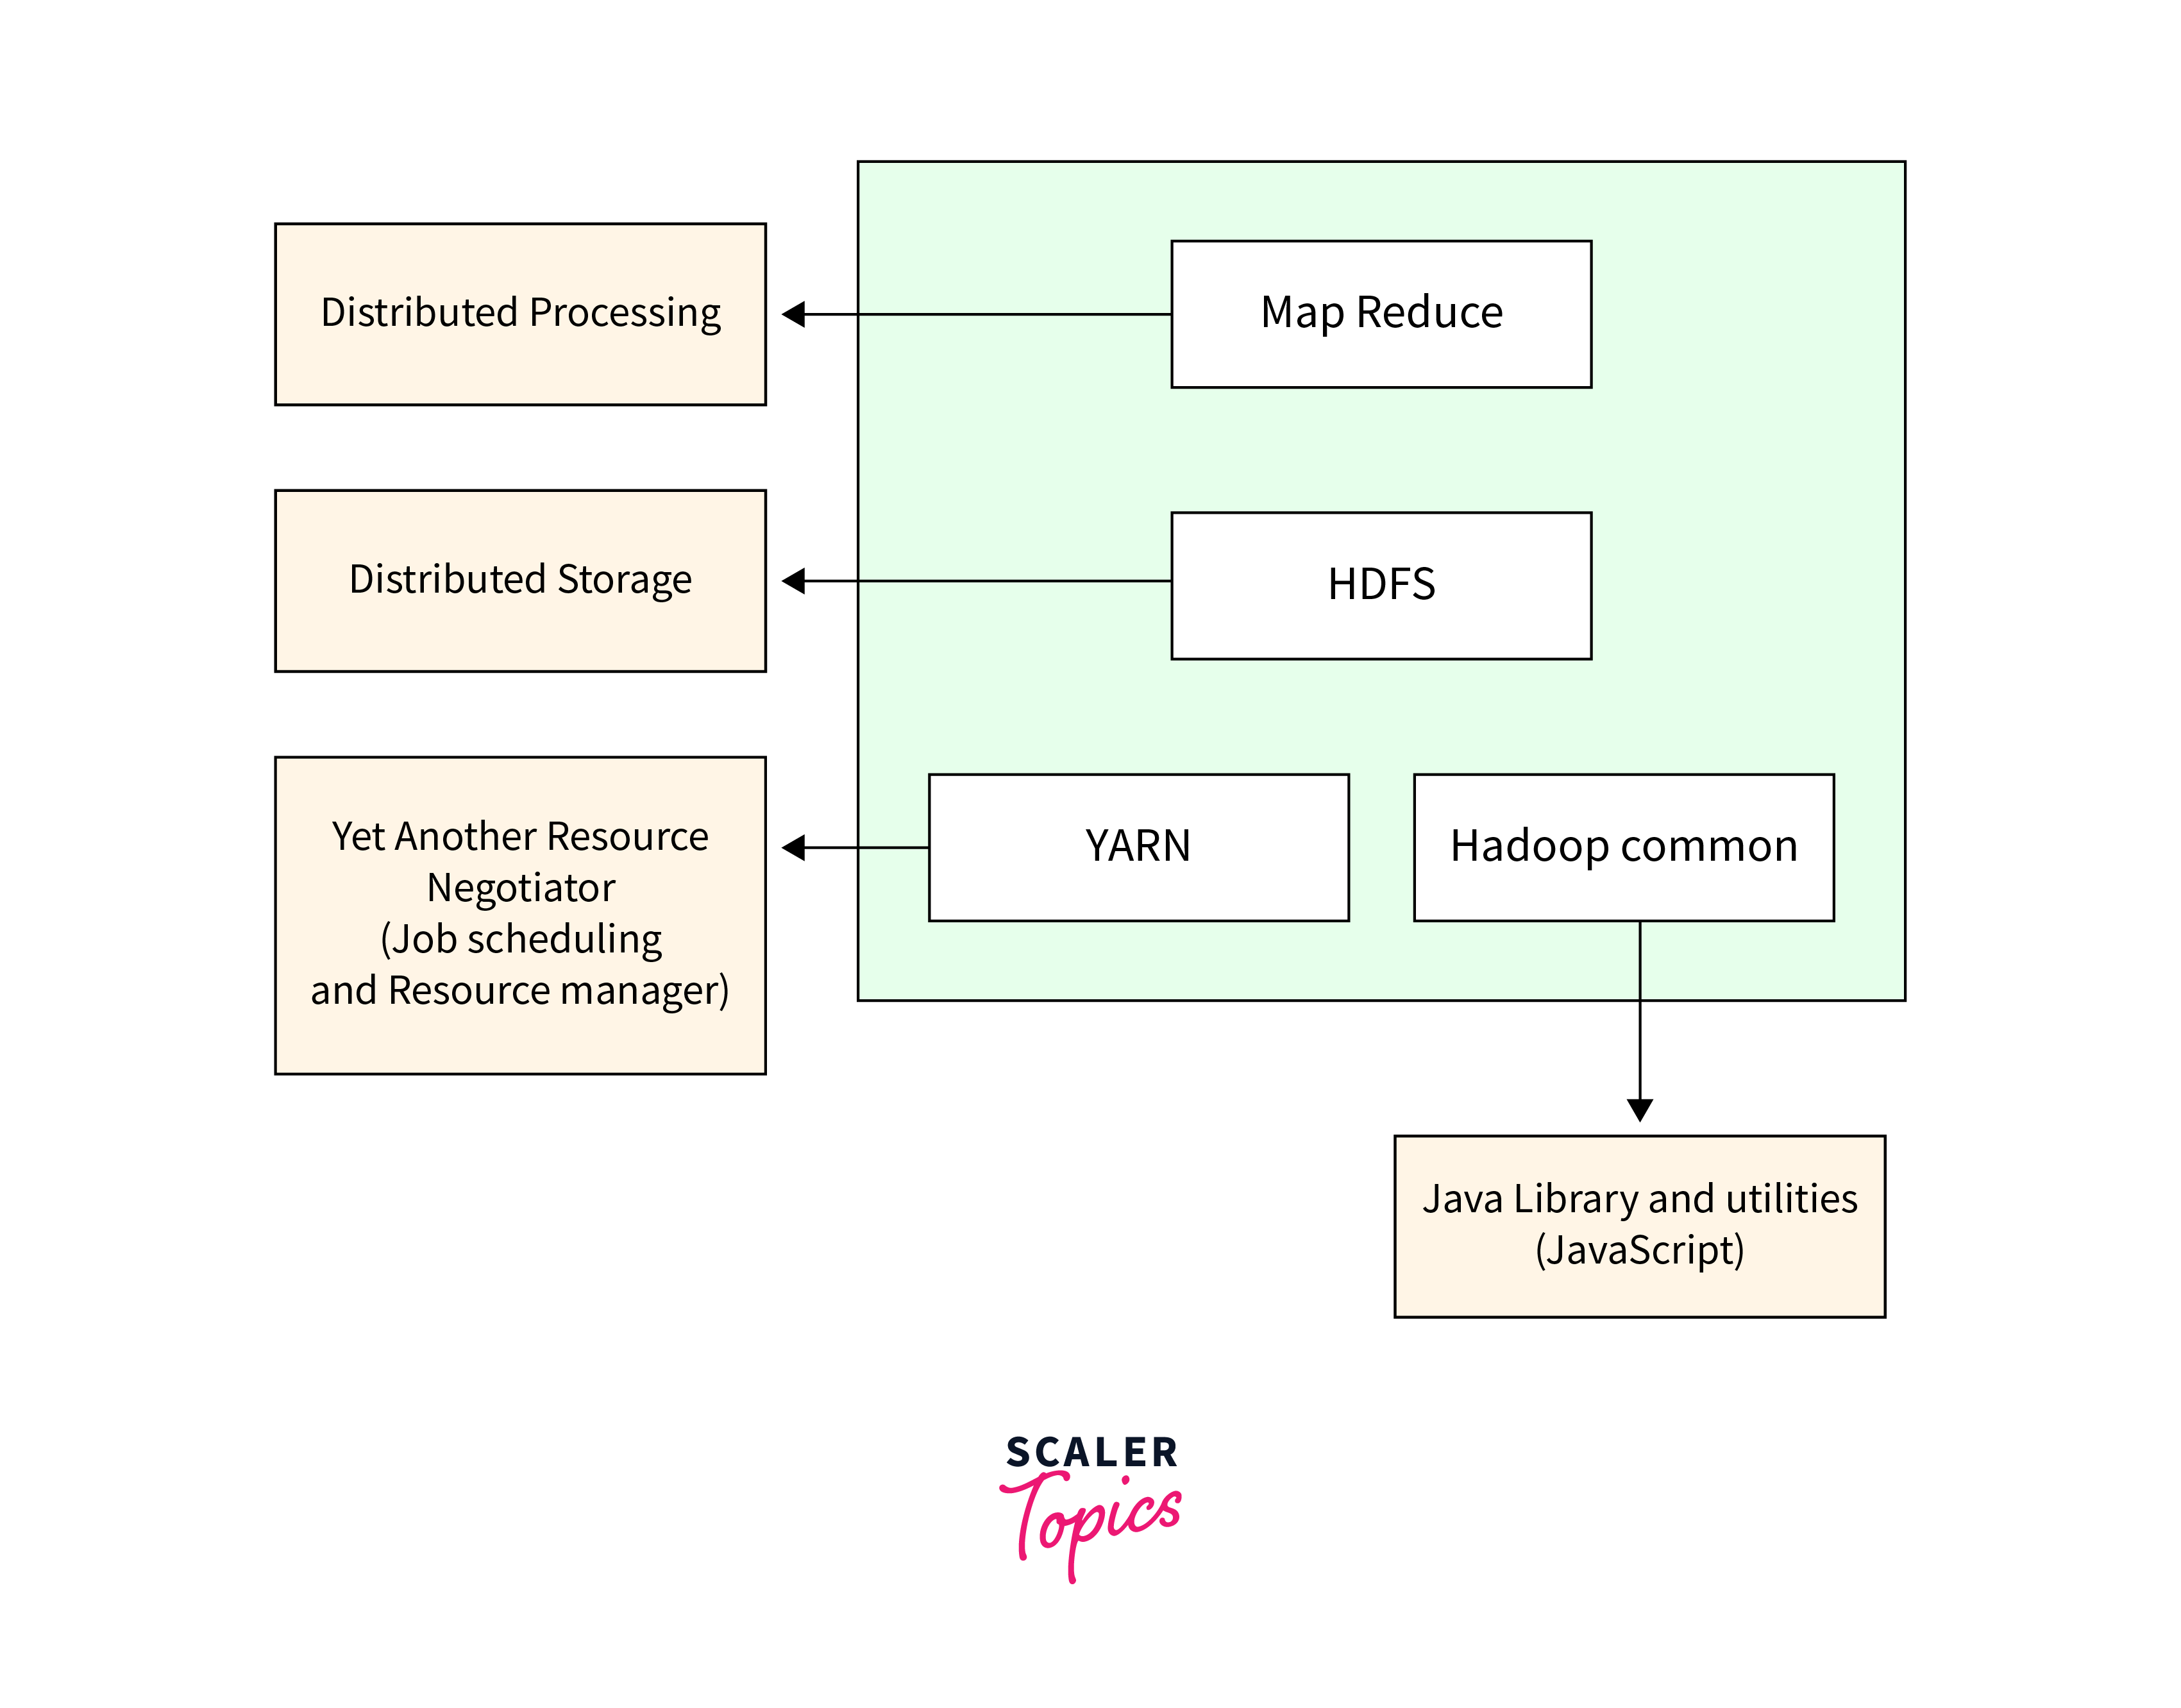 Distributed Processing
Map Reduce
Distributed Storage
HDFS
Yet Another Resource
Negotiator
(Job scheduling
and Resource manager)
YARN
Hadoop common
Java Library and utilities
(JavaScript)
SCALER
Topics